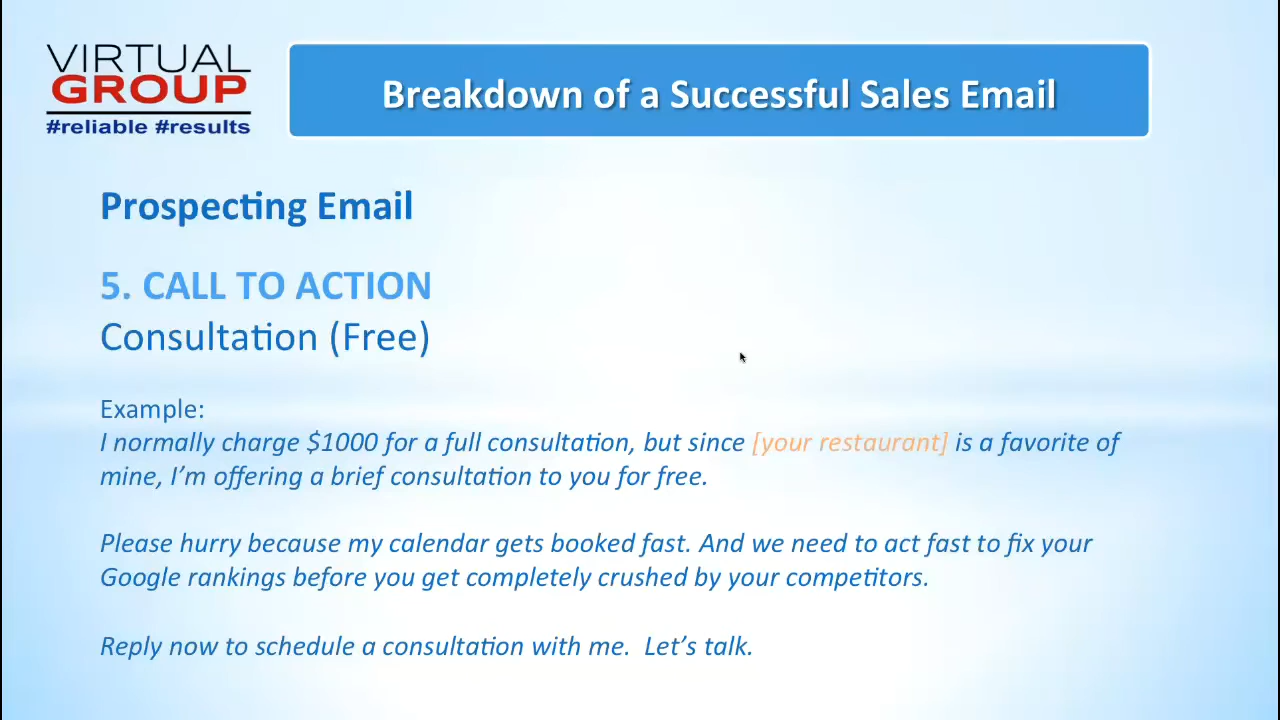 VIRTUAL
GROUP
#reliable #results
Breakdown of a Successful Sales Email
Prospecting Email
5. CALL TO ACTION
Consultation (Free)
Example:
I normally charge $1000 for a full consultation, but since [your restaurant] is a favorite of
mine, I’m offering a brief consultation to you for free.
Please hurry because my calendar gets booked fast. And we need to act fast to fix your
Google rankings before you get completely crushed by your competitors.
Reply now to schedule a consultation with me.  Let’s talk.